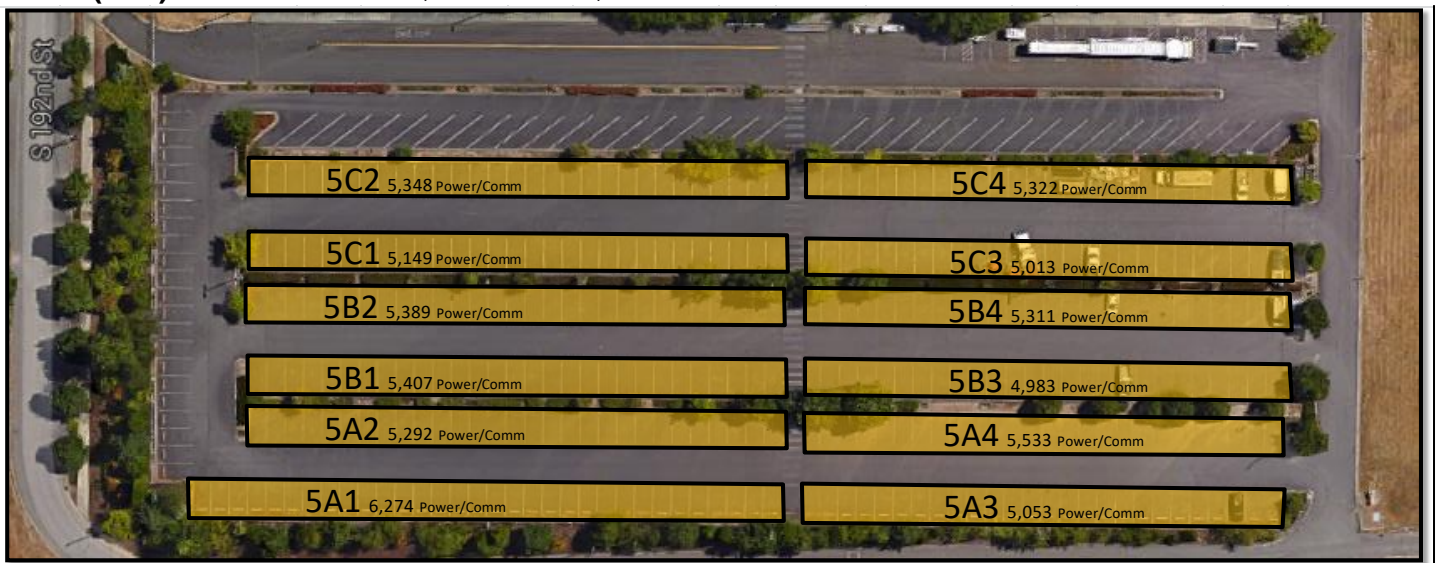 S 192nd St
5C2 5,348 Power/Comm
5C4 5,322 Power/Comm
5C1 5,149 Power/Comm
5C3 5,013 Power/Comm
5B2 5,389 Power/Comm
5B4 5,311 Power/Comm
5B1 5,407 Power/Comm
5B3 4,983 Power/Comm
5A2 5,292 Power/Comm
5A4 5,533 Power/Comm
5A1 6,274 Power/Comm
5A3 5,053 Power/Comm